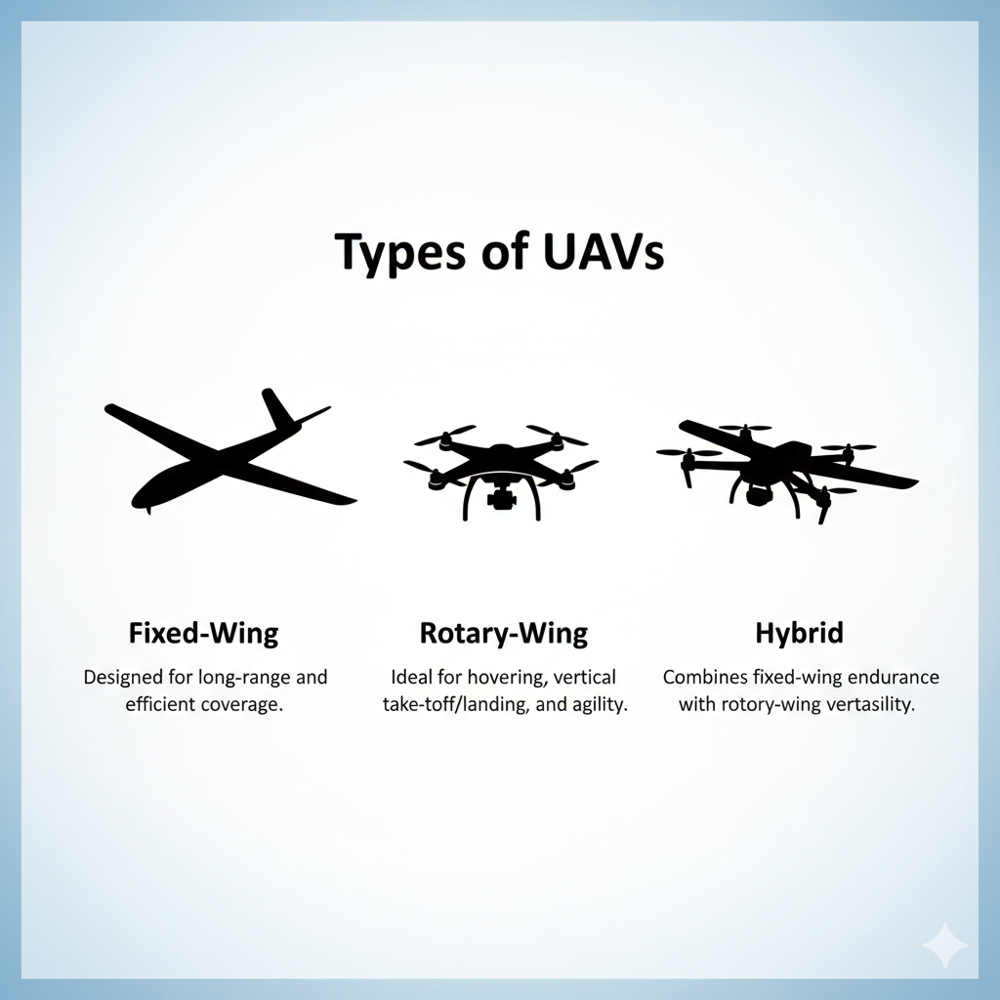 Types of UAVs
Fixed-Wing
Designed for long-range and
efficient coverage.
Rotary-Wing
Ideal for hovering, vertical
take-toff/landing, and agility.
Hybrid
Combines fixed-wing endurance
with rotory-wing vertasility.